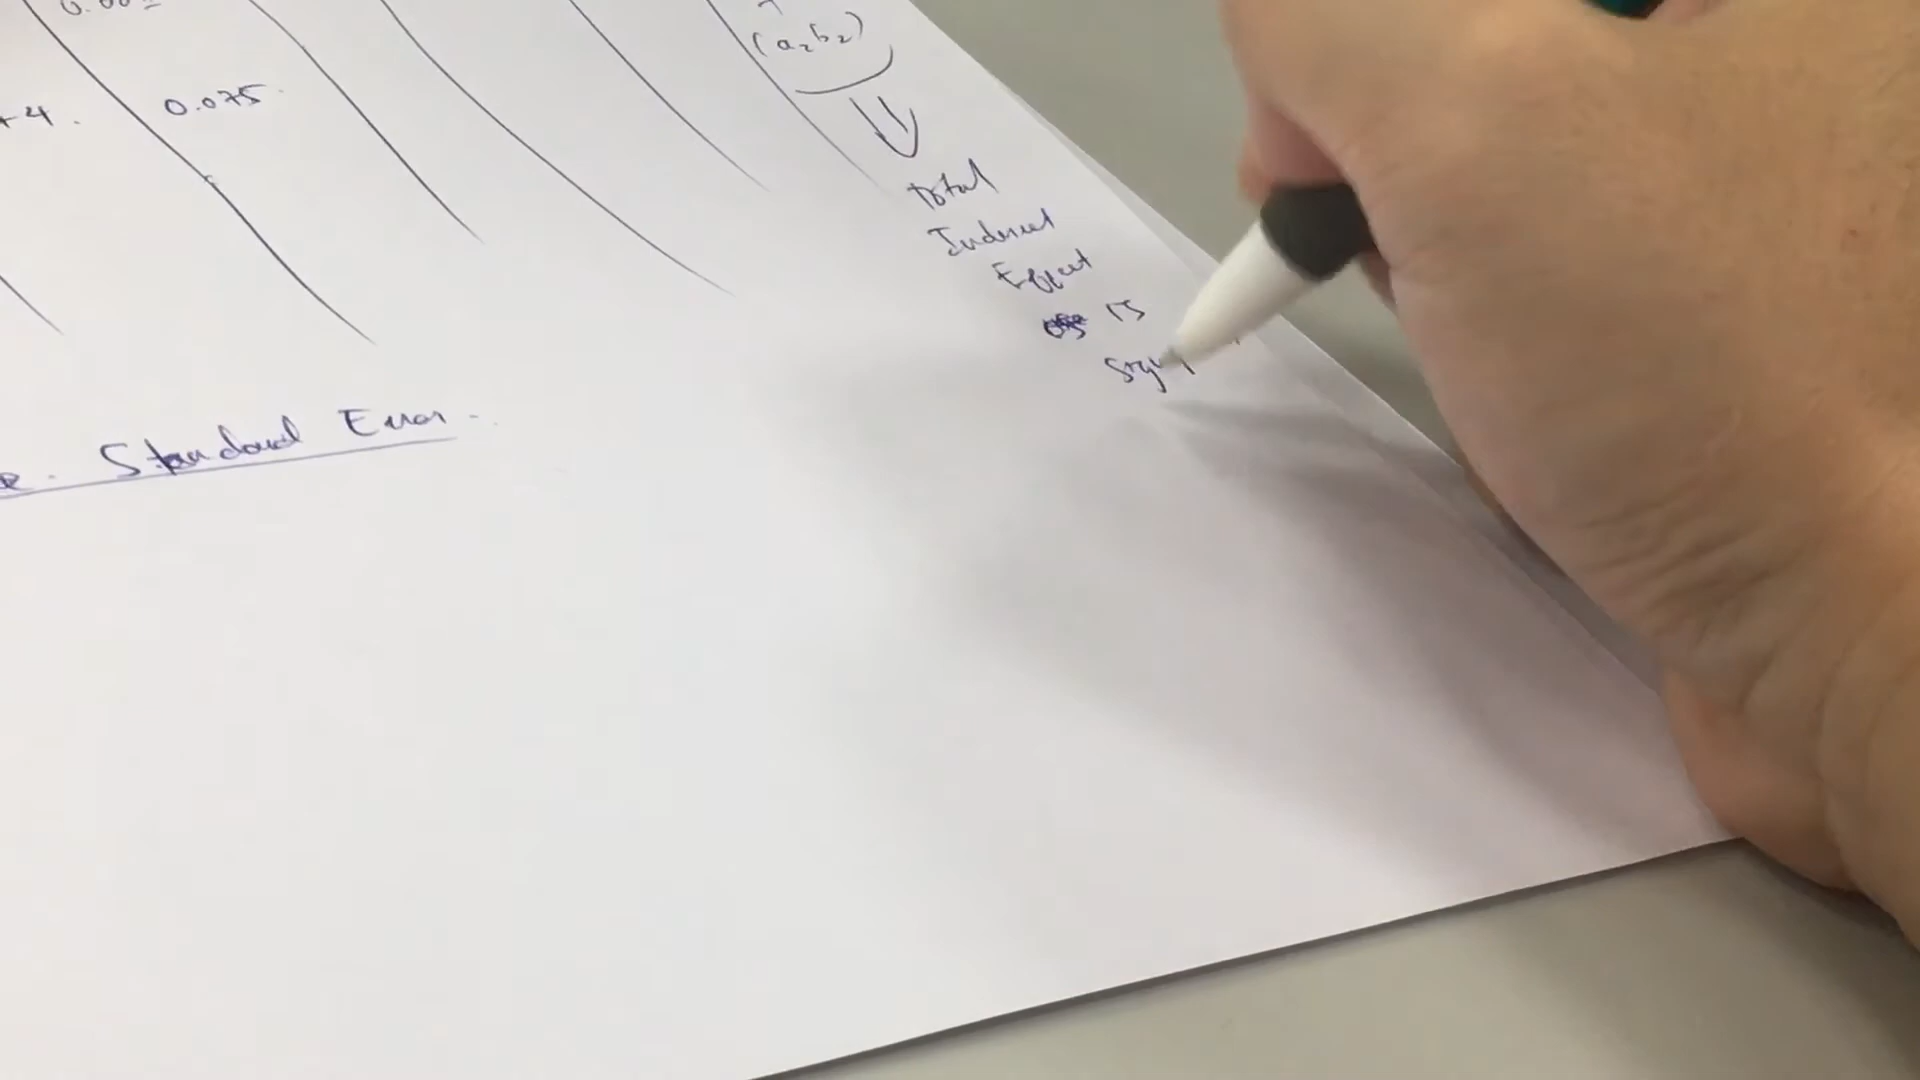 (a₂b₂)
+4.
0.075
Total
Indirect
Effect
is
Standard Error